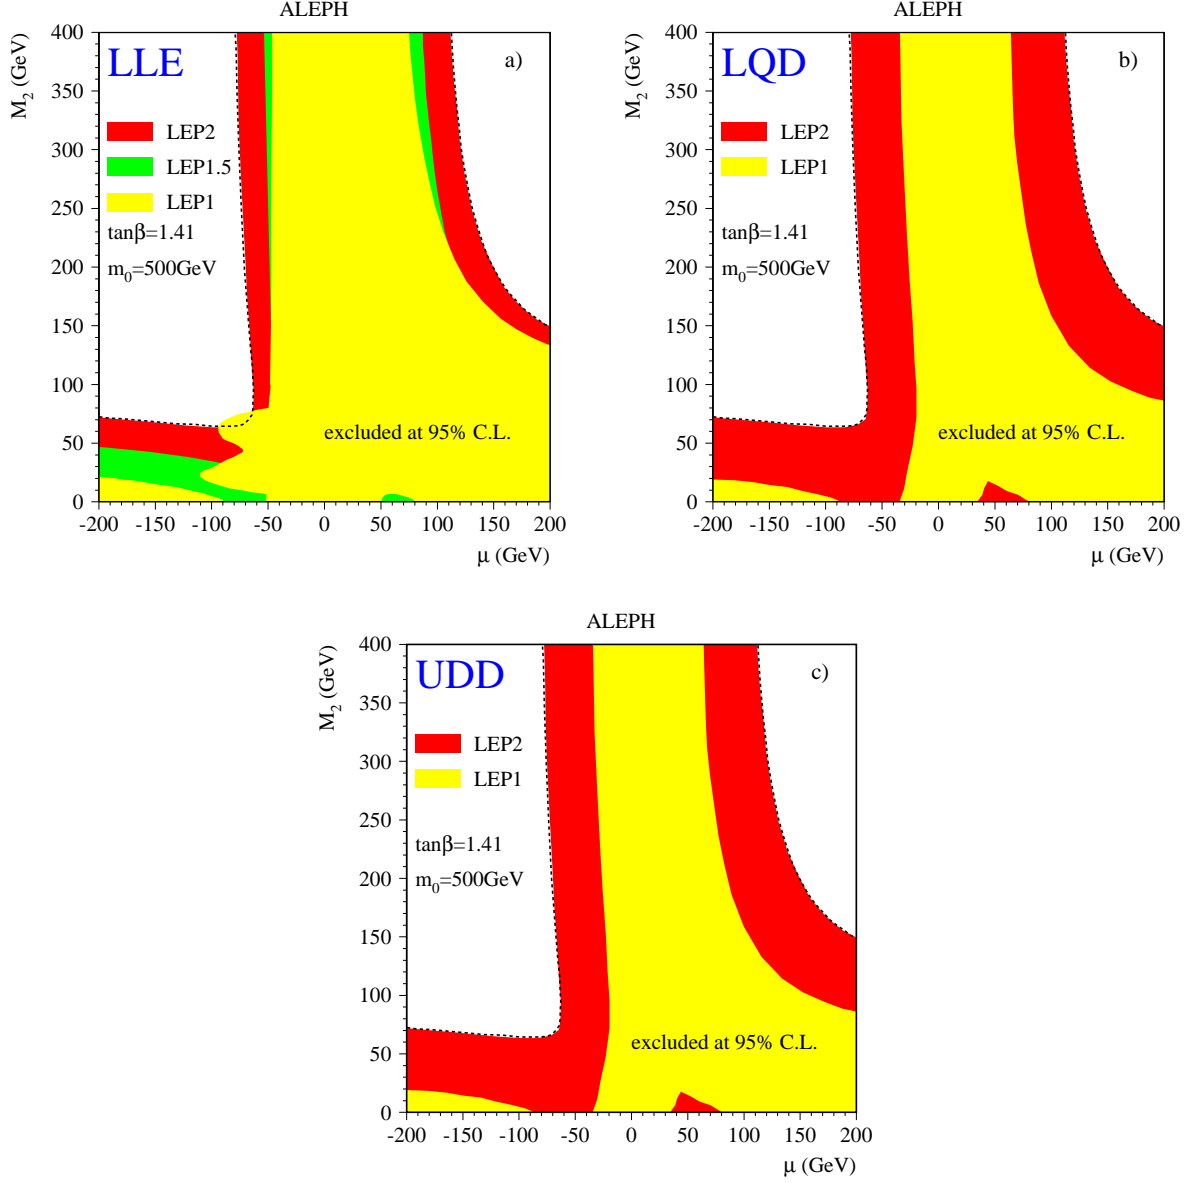 ALEPH
M₂ (GeV)
400
350
300
250
200
150
100
50
0
LLE
a)
LEP2
LEP1.5
LEP1
tanβ=1.41
m₀=500GeV
excluded at 95% C.L.
-200 -150 -100 -50 0 50 100 150 200
μ (GeV)
ALEPH
M₂ (GeV)
400
350
300
250
200
150
100
50
0
LQD
b)
LEP2
LEP1
tanβ=1.41
m₀=500GeV
excluded at 95% C.L.
-200 -150 -100 -50 0 50 100 150 200
μ (GeV)
ALEPH
M₂ (GeV)
400
350
300
250
200
150
100
50
0
UDD
c)
LEP2
LEP1
tanβ=1.41
m₀=500GeV
excluded at 95% C.L.
-200 -150 -100 -50 0 50 100 150 200
μ (GeV)